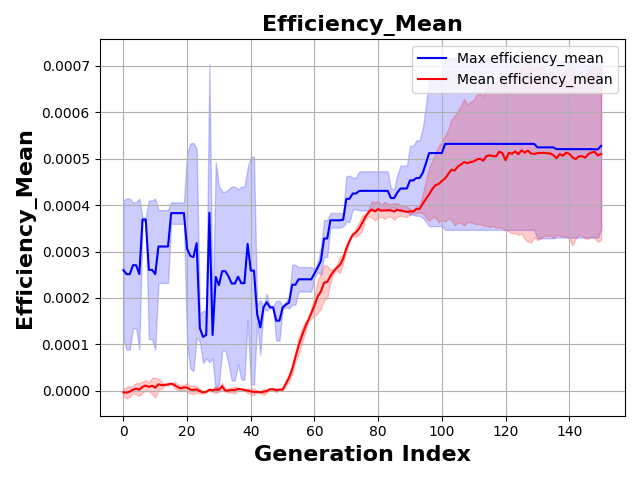 Efficiency_Mean
Max efficiency_mean
Mean efficiency_mean
Efficiency_Mean
0.0007
0.0006
0.0005
0.0004
0.0003
0.0002
0.0001
0.0000
0 20 40 60 80 100 120 140
Generation Index